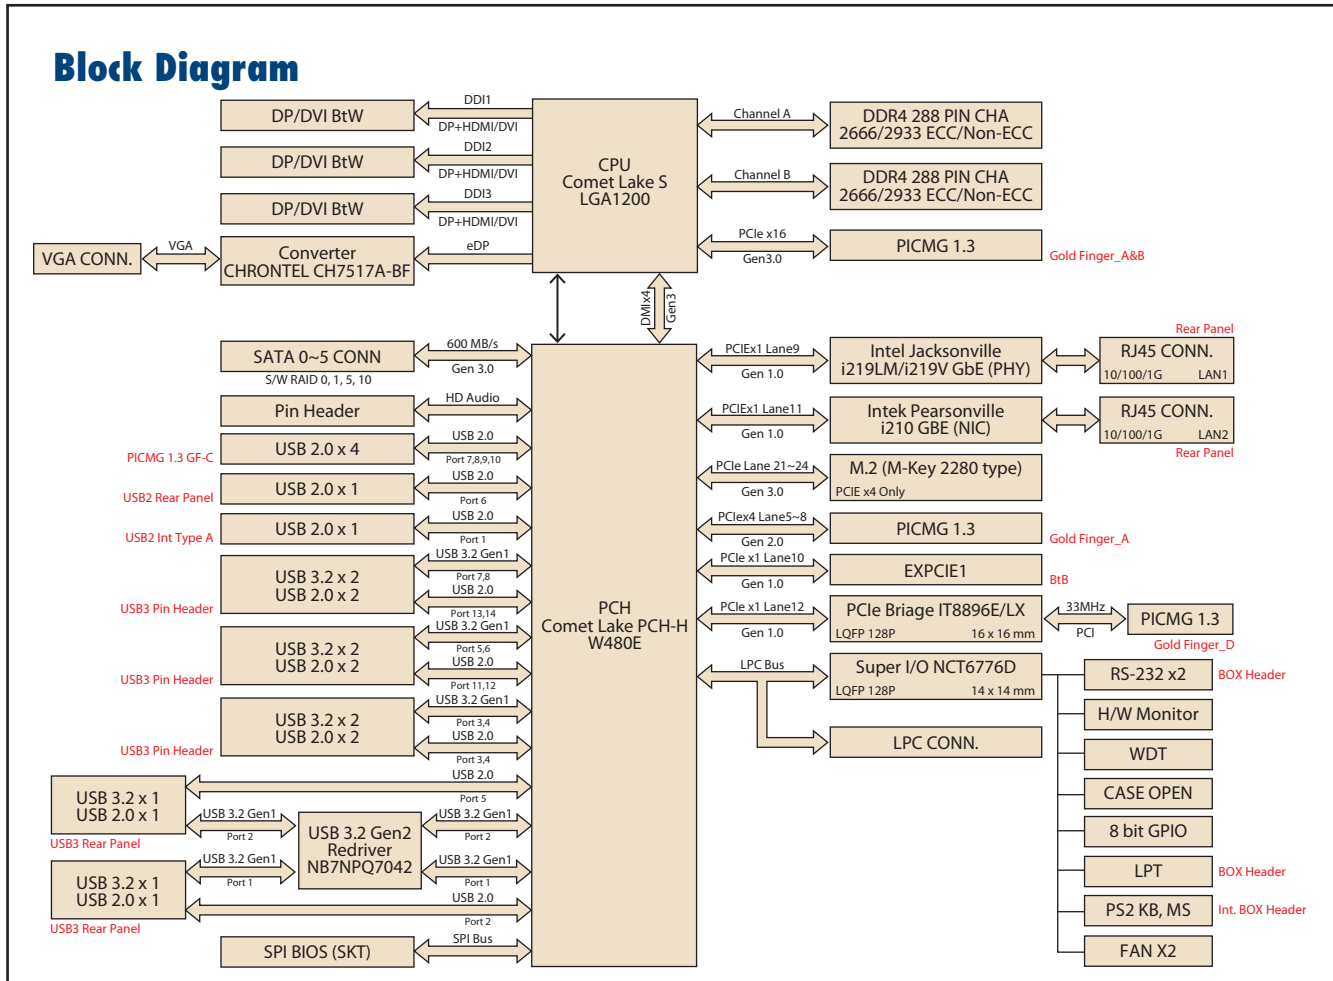 Block Diagram
DP/DVI BtW
DDI1
DP+HDMI/DVI
DP/DVI BtW
DDI2
DP+HDMI/DVI
DP/DVI BtW
DDI3
DP+HDMI/DVI
VGA CONN.
VGA
Converter
CHRONTEL CH7517A-BF
eDP
CPU
Comet Lake S
LGA1200
Channel A
DDR4 288 PIN CHA
2666/2933 ECC/Non-ECC
Channel B
DDR4 288 PIN CHA
2666/2933 ECC/Non-ECC
PCIe x16
Gen3.0
PICMG 1.3
Gold Finger_A&B
DMIx4
Gen3
SATA 0~5 CONN
S/W RAID 0, 1, 5, 10
600 MB/s
Gen 3.0
Pin Header
HD Audio
USB 2.0 x 4
PICMG 1.3 GF-C
USB 2.0
Port 7,8,9,10
USB 2.0 x 1
USB2 Rear Panel
USB 2.0
Port 6
USB 2.0 x 1
USB2 Int Type A
USB 2.0
Port 1
USB 3.2 x 2
USB 2.0 x 2
USB3 Pin Header
USB 3.2 Gen1
Port 7,8
USB 2.0
Port 13,14
USB 3.2 x 2
USB 2.0 x 2
USB3 Pin Header
USB 3.2 Gen1
Port 5,6
USB 2.0
Port 11,12
USB 3.2 x 2
USB 2.0 x 2
USB3 Pin Header
USB 3.2 Gen1
Port 3,4
USB 2.0
Port 3,4
USB 3.2 x 1
USB 2.0 x 1
USB3 Rear Panel
USB 2.0
Port 5
USB 3.2 Gen1
Port 2
USB 3.2 Gen2
Redriver
NB7NPQ7042
USB 3.2 Gen1
Port 2
USB 3.2 x 1
USB 2.0 x 1
USB3 Rear Panel
USB 3.2 Gen1
Port 1
USB 3.2 Gen1
Port 1
USB 2.0
Port 2
SPI BIOS (SKT)
SPI Bus
PCH
Comet Lake PCH-H
W480E
PCIEx1 Lane9
Gen 1.0
Intel Jacksonville
i219LM/i219V GbE (PHY)
Rear Panel
RJ45 CONN.
10/100/1G LAN1
PCIEx1 Lane11
Gen 1.0
Intek Pearsonville
i210 GBE (NIC)
RJ45 CONN.
10/100/1G LAN2
Rear Panel
PCIe Lane 21~24
Gen 3.0
M.2 (M-Key 2280 type)
PCIE x4 Only
PCIex4 Lane5~8
Gen 2.0
PICMG 1.3
Gold Finger_A
PCIe x1 Lane10
Gen 1.0
EXPCIE1
BtB
PCIe x1 Lane12
Gen 1.0
PCIe Briage IT8896E/LX
LQFP 128P 16 x 16 mm
33MHz
PCI
PICMG 1.3
Gold Finger_D
LPC Bus
Super I/O NCT6776D
LQFP 128P 14 x 14 mm
LPC CONN.
RS-232 x2
BOX Header
H/W Monitor
WDT
CASE OPEN
8 bit GPIO
LPT
BOX Header
PS2 KB, MS
Int. BOX Header
FAN X2